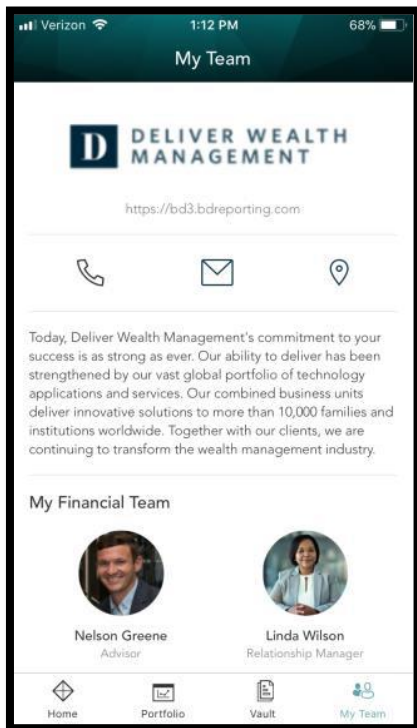 Verizon 1:12 PM 68%
My Team
D DELIVER WEALTH
MANAGEMENT
https://bd3.bdreporting.com
Today, Deliver Wealth Management's commitment to your
success is as strong as ever. Our ability to deliver has been
strengthened by our vast global portfolio of technology
applications and services. Our combined business units
deliver innovative solutions to more than 10,000 families and
institutions worldwide. Together with our clients, we are
continuing to transform the wealth management industry.
My Financial Team
Nelson Greene Linda Wilson
Advisor Relationship Manager
Home Portfolio Vault My Team